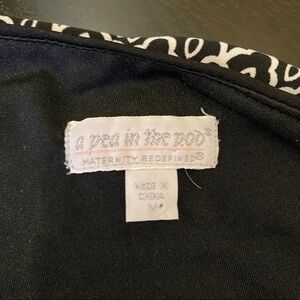 a pea in the pod®
MATERNITY REDEFINED®
MADE IN
CHINA
M*